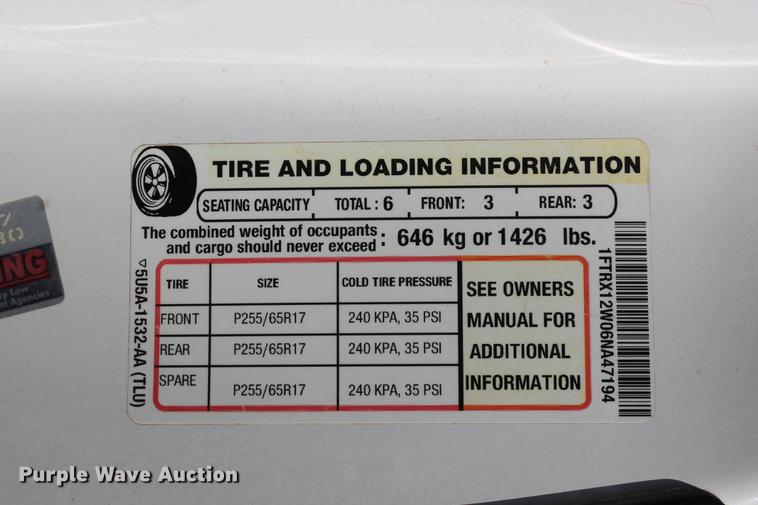 TIRE AND LOADING INFORMATION
SEATING CAPACITY TOTAL : 6 FRONT: 3 REAR: 3
The combined weight of occupants
and cargo should never exceed : 646 kg or 1426 lbs.
TIRE SIZE COLD TIRE PRESSURE
FRONT P255/65R17 240 KPA, 35 PSI
REAR P255/65R17 240 KPA, 35 PSI
SPARE P255/65R17 240 KPA, 35 PSI
SEE OWNERS
MANUAL FOR
ADDITIONAL
INFORMATION
5U5A-1532-AA (TLU)
1FTRX12W06NA47194
Agencies
Purple Wave Auction